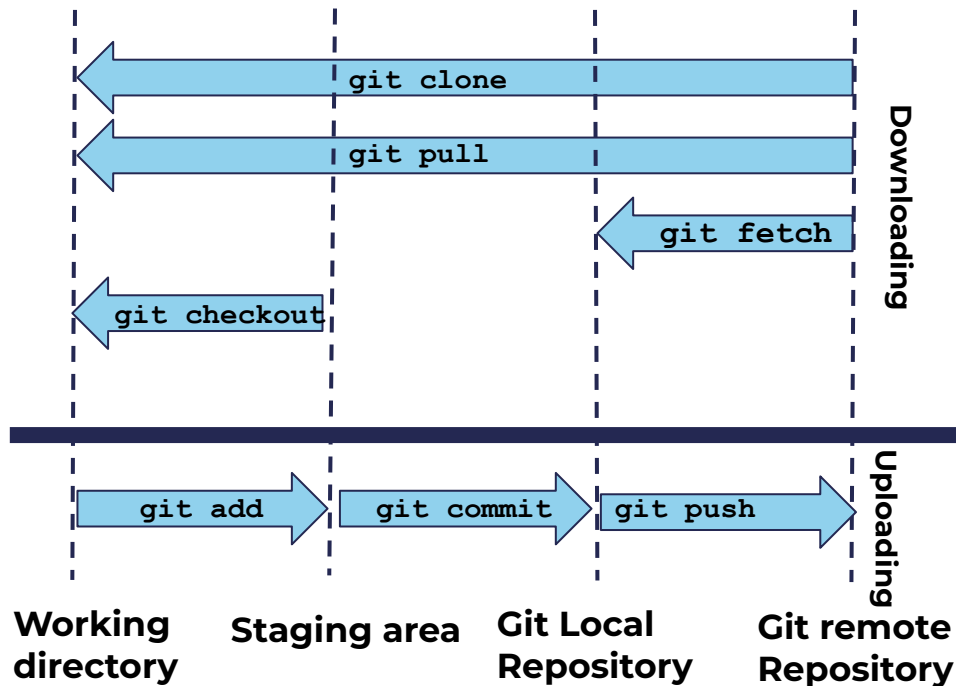 git clone
git pull
git fetch
git checkout
Downloading
git add
git commit
git push
Uploading
Working
directory
Staging area
Git Local
Repository
Git remote
Repository